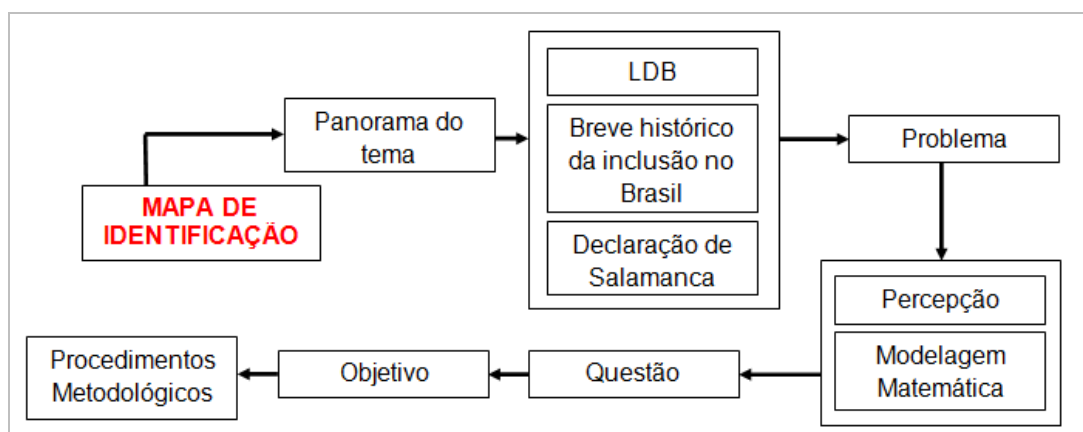 MAPA DE
IDENTIFICAÇÃO
Panorama do
tema
LDB
Breve histórico
da inclusão no
Brasil
Declaração de
Salamanca
Problema
Percepção
Modelagem
Matemática
Questão
Objetivo
Procedimentos
Metodológicos